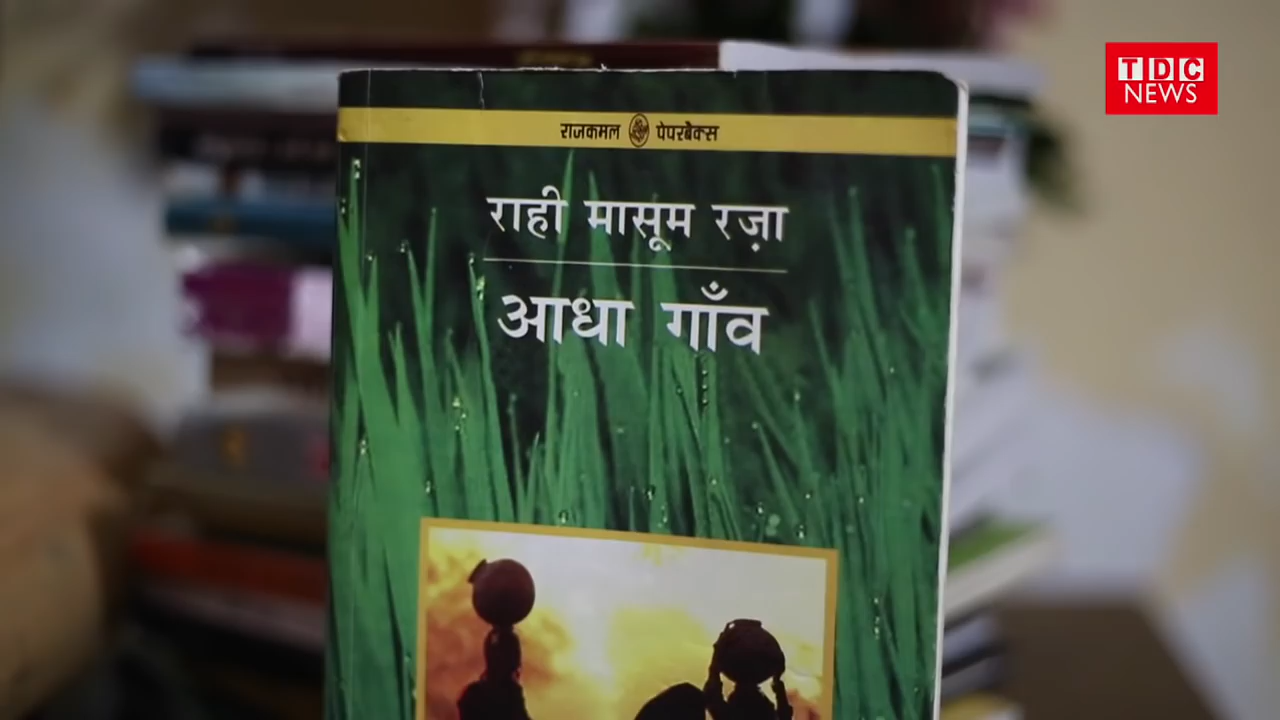 TDC
NEWS
राजकमल पेपरबैक्स
राही मासूम रज़ा
आधा गाँव